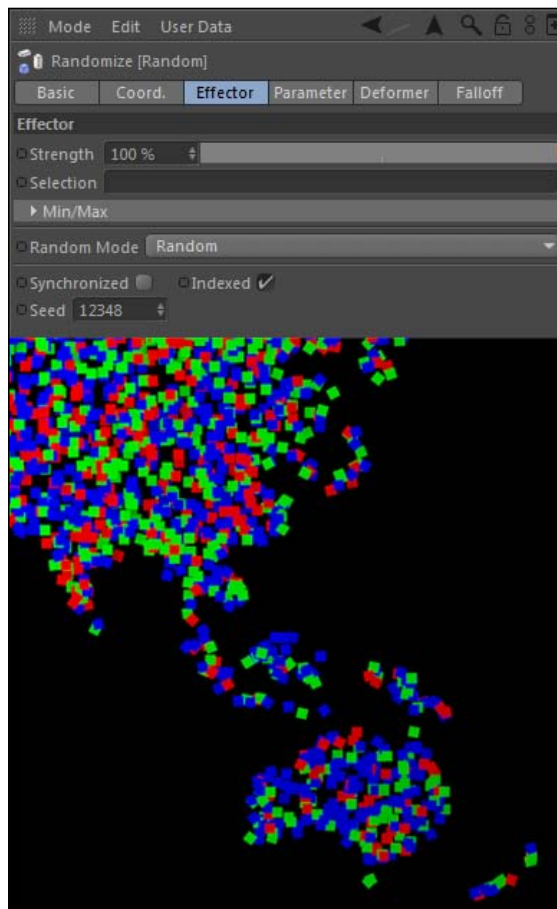 Mode Edit User Data
Randomize [Random]
Basic Coord. Effector Parameter Deformer Falloff
Effector
Strength 100 %
Selection
Min/Max
Random Mode Random
Synchronized Indexed
Seed 12348